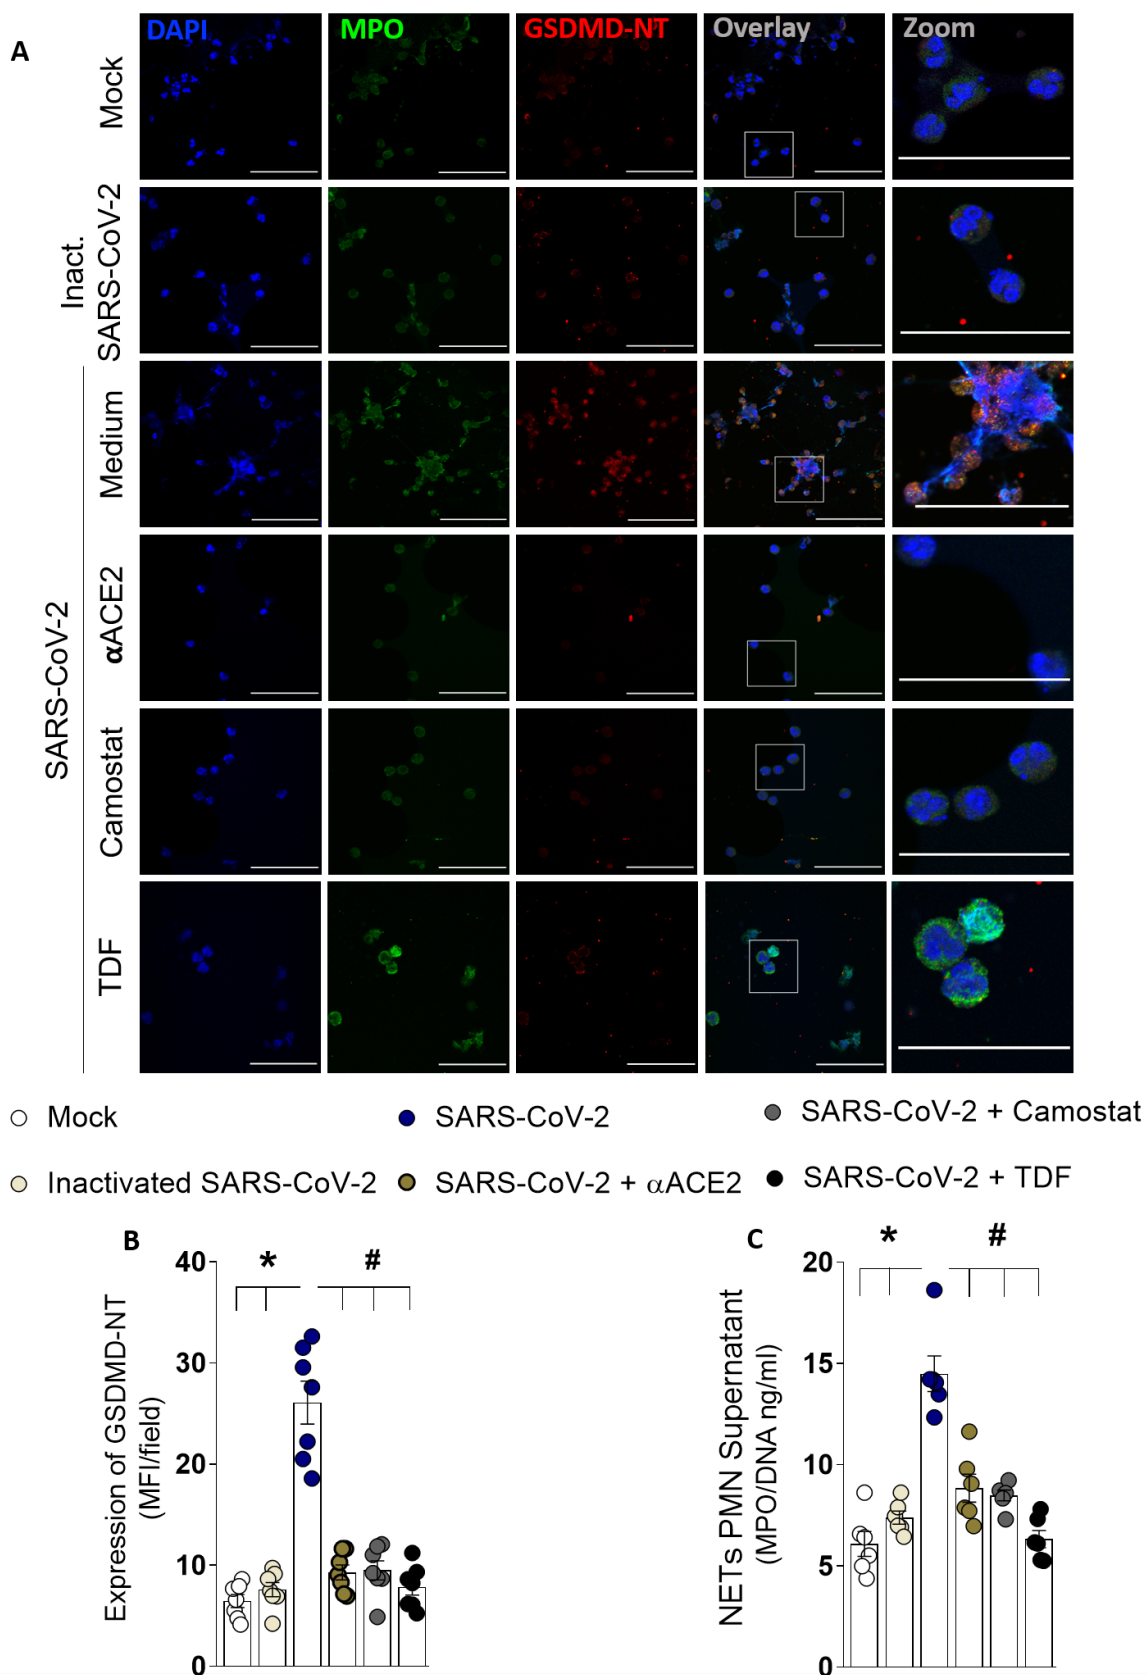 A
DAPI
MPO
GSDMD-NT
Overlay
Zoom
Mock
Inact.
SARS-CoV-2
SARS-CoV-2
Medium
αACE2
Camostat
TDF
Mock
SARS-CoV-2
SARS-CoV-2 + Camostat
Inactivated SARS-CoV-2
SARS-CoV-2 + αACE2
SARS-CoV-2 + TDF
B
Expression of GSDMD-NT
(MFI/field)
40
30
20
10
0
*
#
C
NETs PMN Supernatant
(MPO/DNA ng/ml)
20
15
10
5
0
*
#